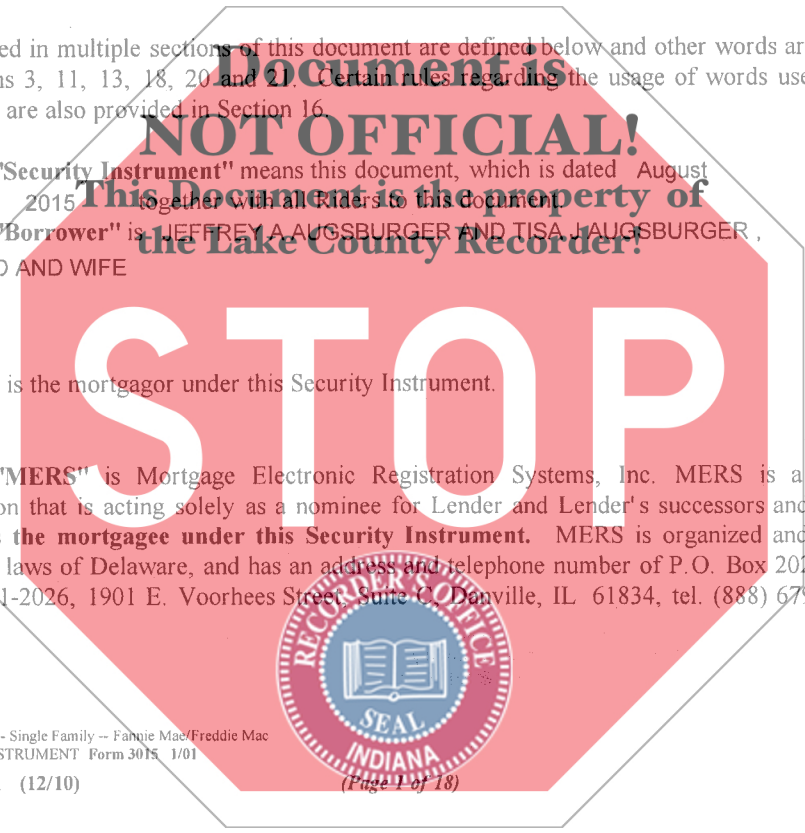 ed in multiple sections of this document are defined below and other words ar
Document is
ns 3, 11, 13, 18, 20 and 21. Certain rules regarding the usage of words use
are also provided in Section 16.
NOT OFFICIAL!
"Security Instrument" means this document, which is dated August
This Document is the property of
2015 together with all Riders to this document.
"Borrower" is JEFFREY A AUGSBURGER AND TISA J AUGSBURGER ,
the Lake County Recorder!
D AND WIFE
STOP
is the mortgagor under this Security Instrument.
"MERS" is Mortgage Electronic Registration Systems, Inc. MERS is a
on that is acting solely as a nominee for Lender and Lender's successors and
the mortgagee under this Security Instrument. MERS is organized and
laws of Delaware, and has an address and telephone number of P.O. Box 202
1-2026, 1901 E. Voorhees Street, Suite C, Danville, IL 61834, tel. (888) 679
RECORDER'S OFFICE
SEAL
INDIANA
- Single Family -- Fannie Mae/Freddie Mac
STRUMENT Form 3015 1/01
(12/10)
(Page 1 of 18)